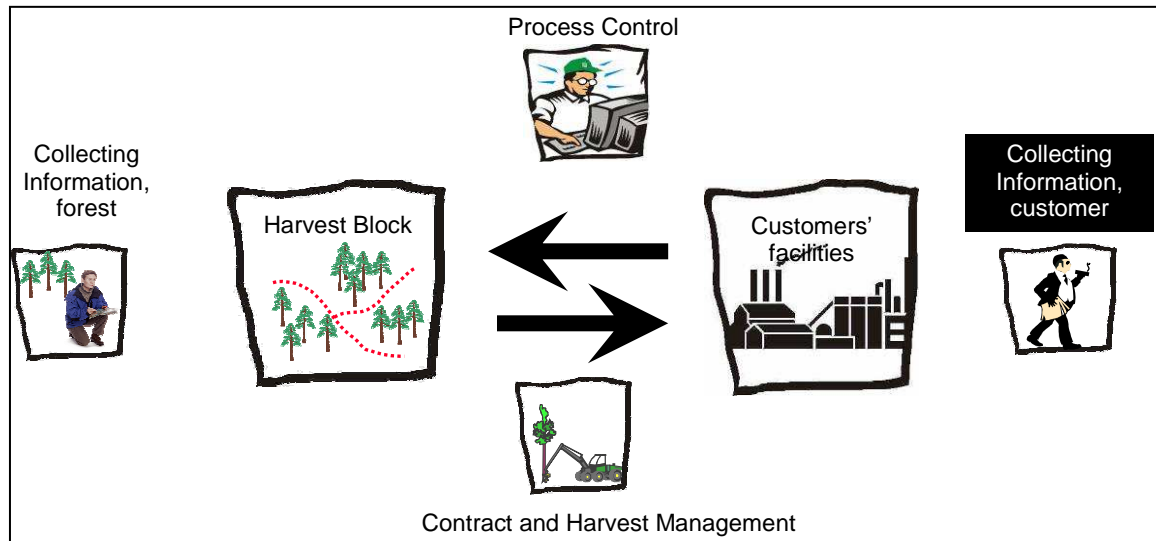 Process Control
Collecting
Information,
forest
Harvest Block
Customers'
facilities
Collecting
Information,
customer
Contract and Harvest Management